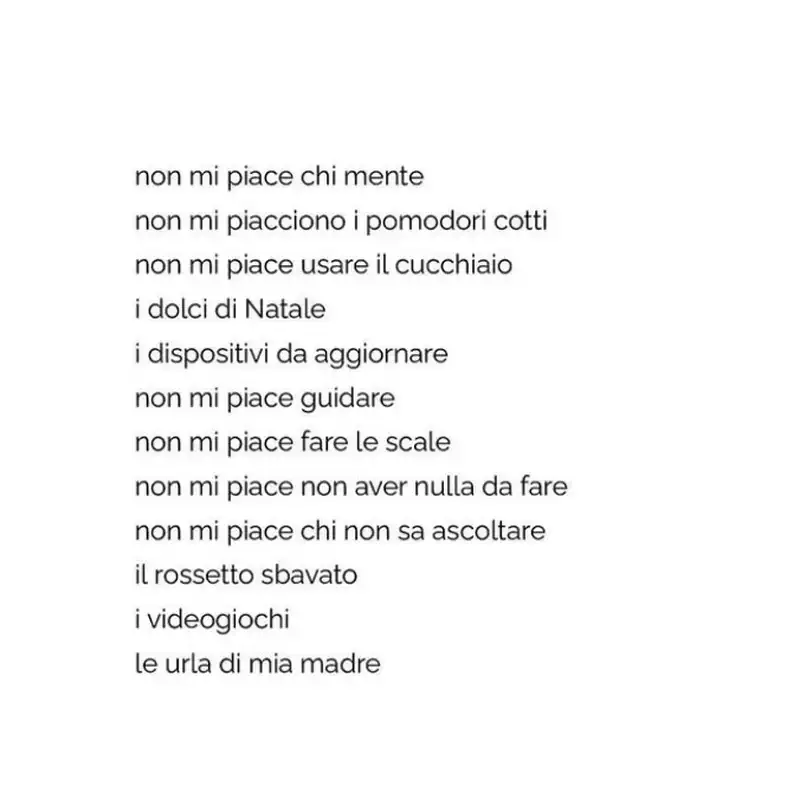 non mi piace chi mente
non mi piacciono i pomodori cotti
non mi piace usare il cucchiaio
i dolci di Natale
i dispositivi da aggiornare
non mi piace guidare
non mi piace fare le scale
non mi piace non aver nulla da fare
non mi piace chi non sa ascoltare
il rossetto sbavato
i videogiochi
le urla di mia madre